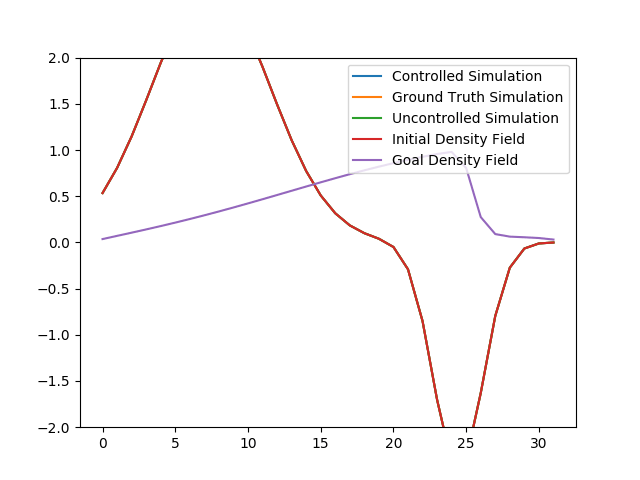 2.0
1.5
1.0
0.5
0.0
−0.5
−1.0
−1.5
−2.0
0 5 10 15 20 25 30
Controlled Simulation
Ground Truth Simulation
Uncontrolled Simulation
Initial Density Field
Goal Density Field